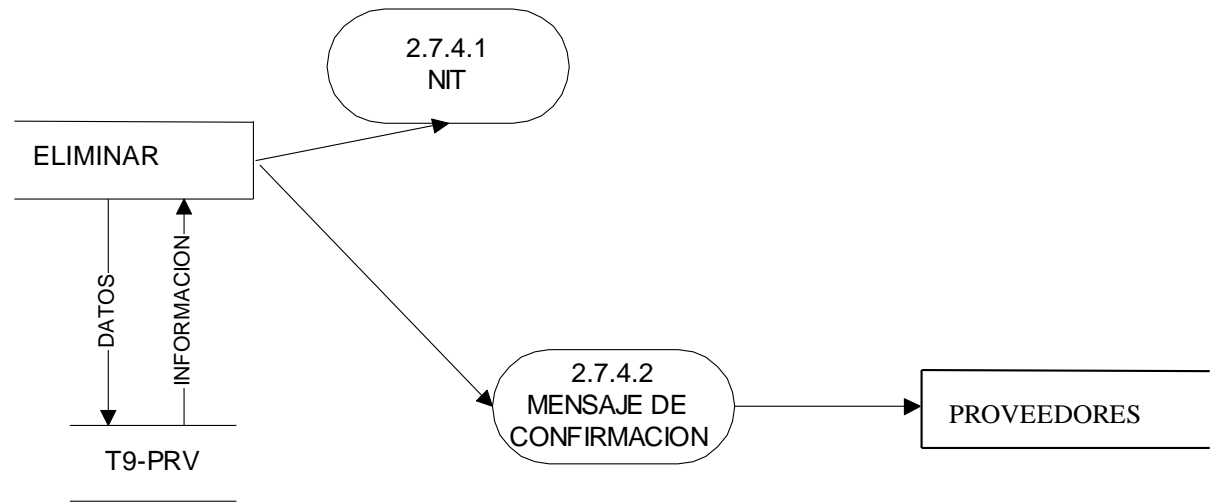 2.7.4.1
NIT
ELIMINAR
DATOS
INFORMACION
T9-PRV
2.7.4.2
MENSAJE DE
CONFIRMACION
PROVEEDORES